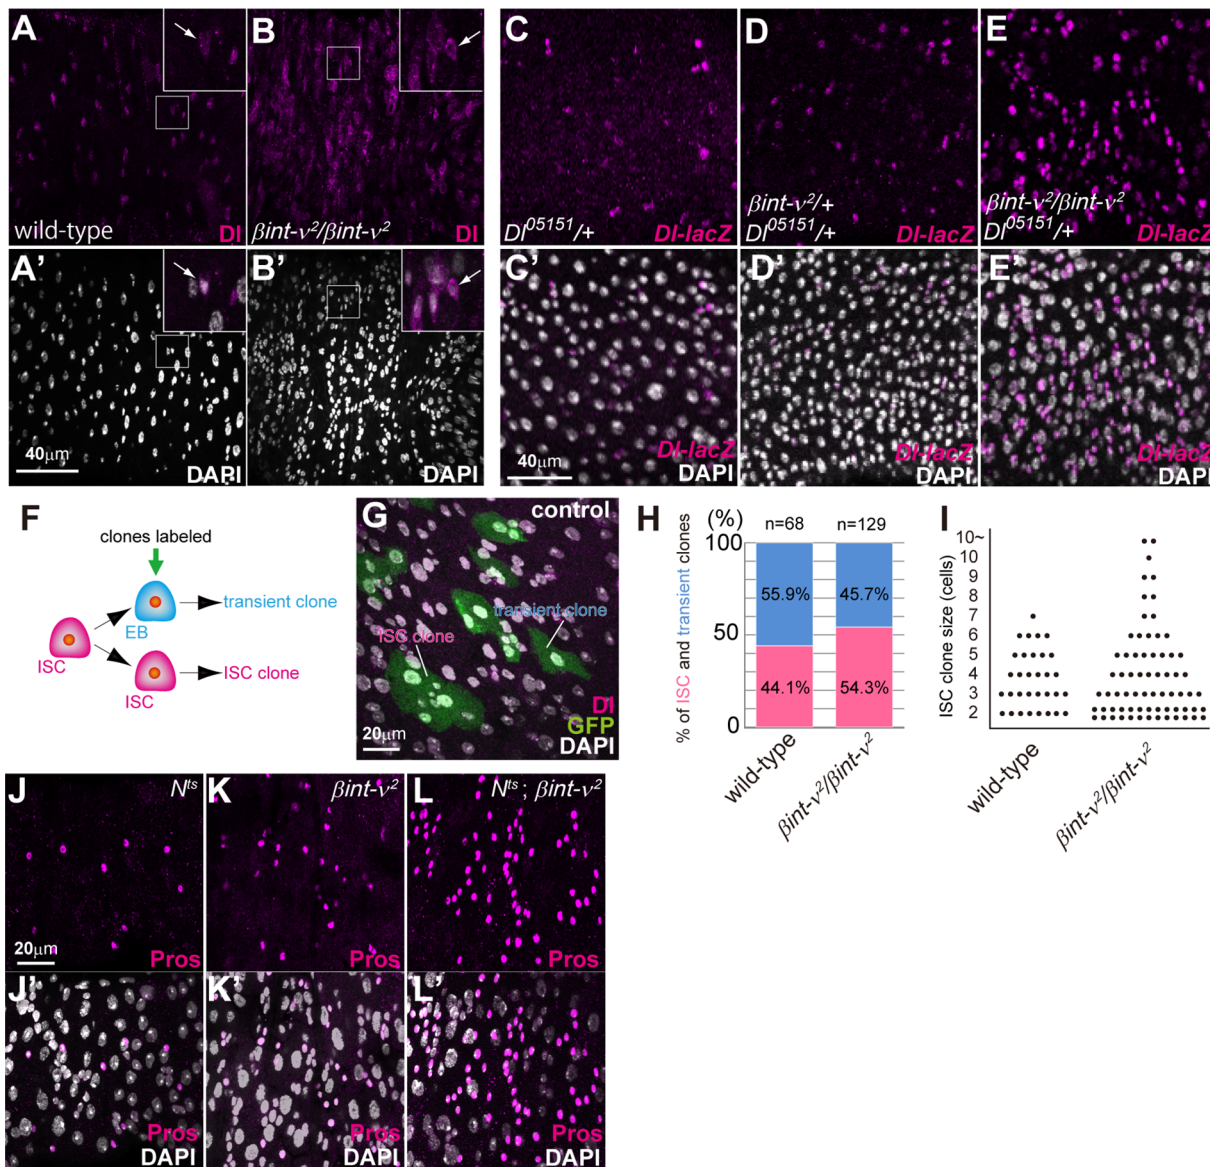 A
B
C
D
E
wild-type
Dl
βint-ν²/βint-ν²
Dl
Dl⁰⁵¹⁵¹/+
Dl-lacZ
βint-ν²/+
Dl⁰⁵¹⁵¹/+
Dl-lacZ
βint-ν²/βint-ν²
Dl⁰⁵¹⁵¹/+
Dl-lacZ
A'
B'
C'
D'
E'
40μm
DAPI
DAPI
40μm
Dl-lacZ
DAPI
Dl-lacZ
DAPI
Dl-lacZ
DAPI
F
clones labeled
EB
transient clone
ISC
ISC
ISC clone
G
control
transient clone
ISC clone
Dl
GFP
DAPI
20μm
H
(%)
n=68
n=129
100
50
0
% of ISC and transient clones
55.9%
45.7%
44.1%
54.3%
wild-type
βint-ν²/βint-ν²
I
ISC clone size (cells)
10~
10
9
8
7
6
5
4
3
2
wild-type
βint-ν²/βint-ν²
J
Nᵗˢ
K
βint-ν²
L
Nᵗˢ; βint-ν²
20μm
Pros
Pros
Pros
J'
K'
L'
Pros
DAPI
Pros
DAPI
Pros
DAPI